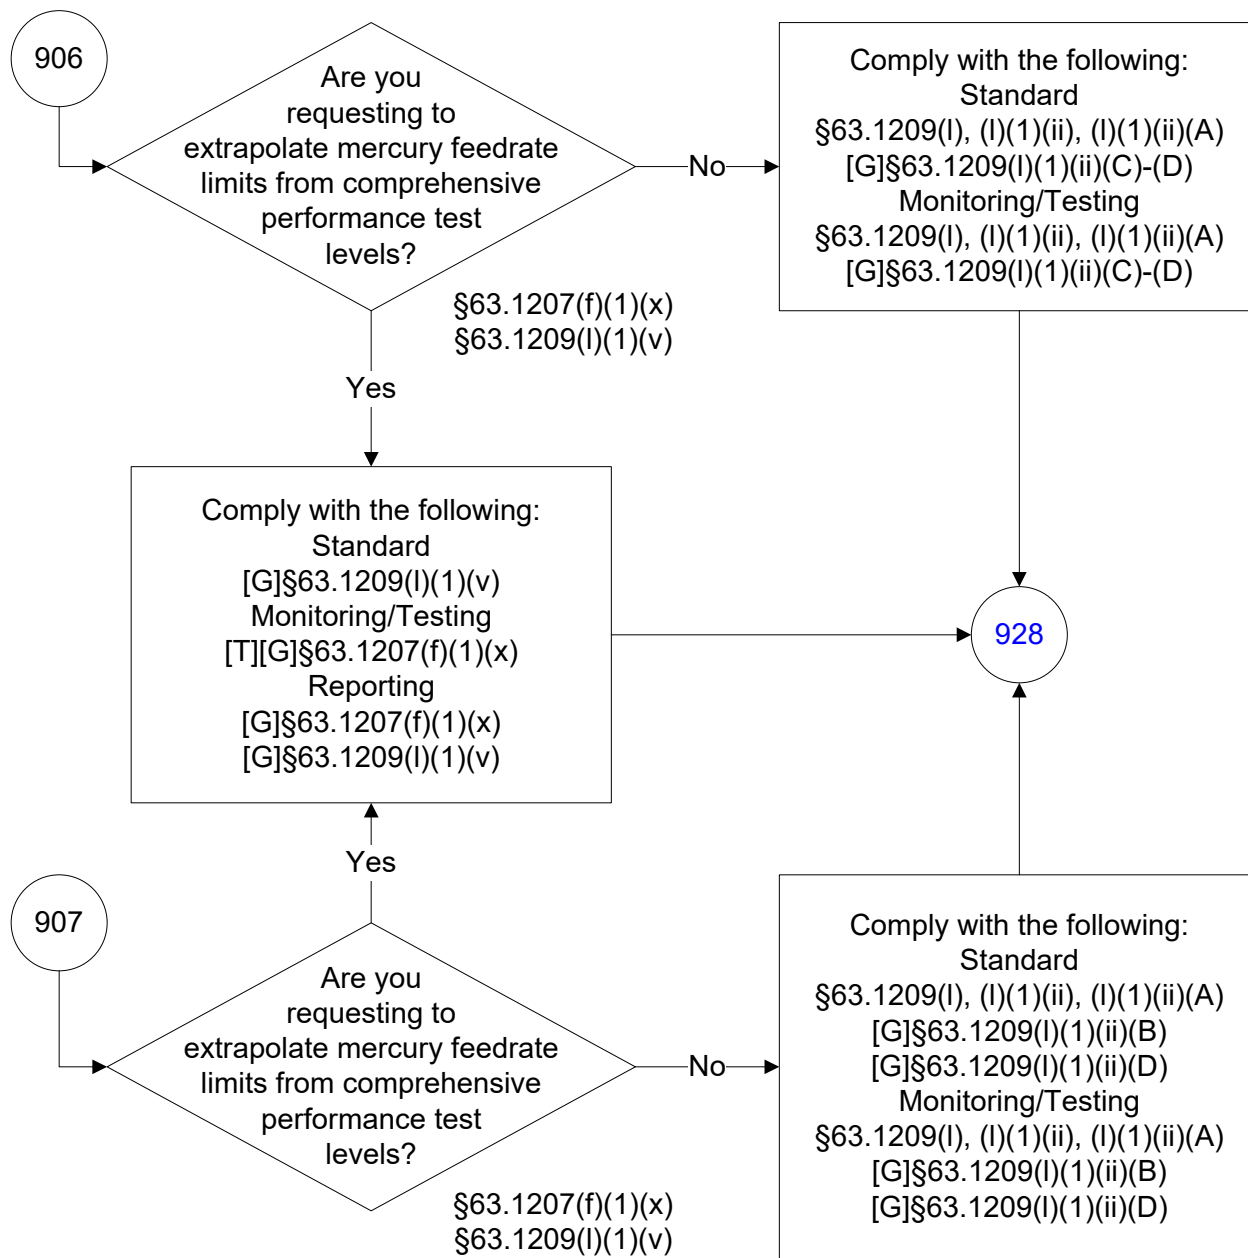 906
Are you
requesting to
extrapolate mercury feedrate
limits from comprehensive
performance test
levels?
No
Comply with the following:
Standard
§63.1209(l), (l)(1)(ii), (l)(1)(ii)(A)
[G]§63.1209(l)(1)(ii)(C)-(D)
Monitoring/Testing
§63.1209(l), (l)(1)(ii), (l)(1)(ii)(A)
[G]§63.1209(l)(1)(ii)(C)-(D)
§63.1207(f)(1)(x)
§63.1209(l)(1)(v)
Yes
Comply with the following:
Standard
[G]§63.1209(l)(1)(v)
Monitoring/Testing
[T][G]§63.1207(f)(1)(x)
Reporting
[G]§63.1207(f)(1)(x)
[G]§63.1209(l)(1)(v)
928
Yes
907
Are you
requesting to
extrapolate mercury feedrate
limits from comprehensive
performance test
levels?
No
Comply with the following:
Standard
§63.1209(l), (l)(1)(ii), (l)(1)(ii)(A)
[G]§63.1209(l)(1)(ii)(B)
[G]§63.1209(l)(1)(ii)(D)
Monitoring/Testing
§63.1209(l), (l)(1)(ii), (l)(1)(ii)(A)
[G]§63.1209(l)(1)(ii)(B)
[G]§63.1209(l)(1)(ii)(D)
§63.1207(f)(1)(x)
§63.1209(l)(1)(v)